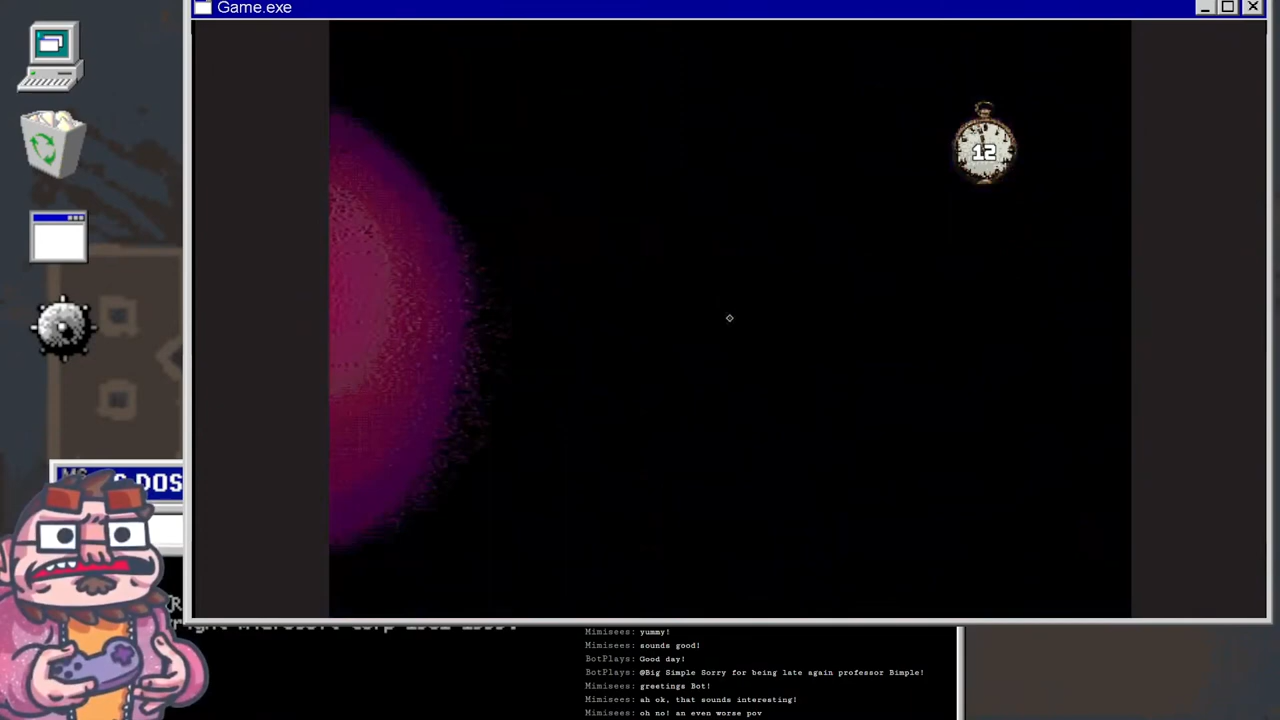 Game.exe
12
DOS
Mimisees: yummy!
Mimisees: sounds good!
BotPlays: Good day!
BotPlays: @Big Simple Sorry for being late again professor Bimple!
Mimisees: greetings Bot!
Mimisees: ah ok, that sounds interesting!
Mimisees: oh no! an even worse pov